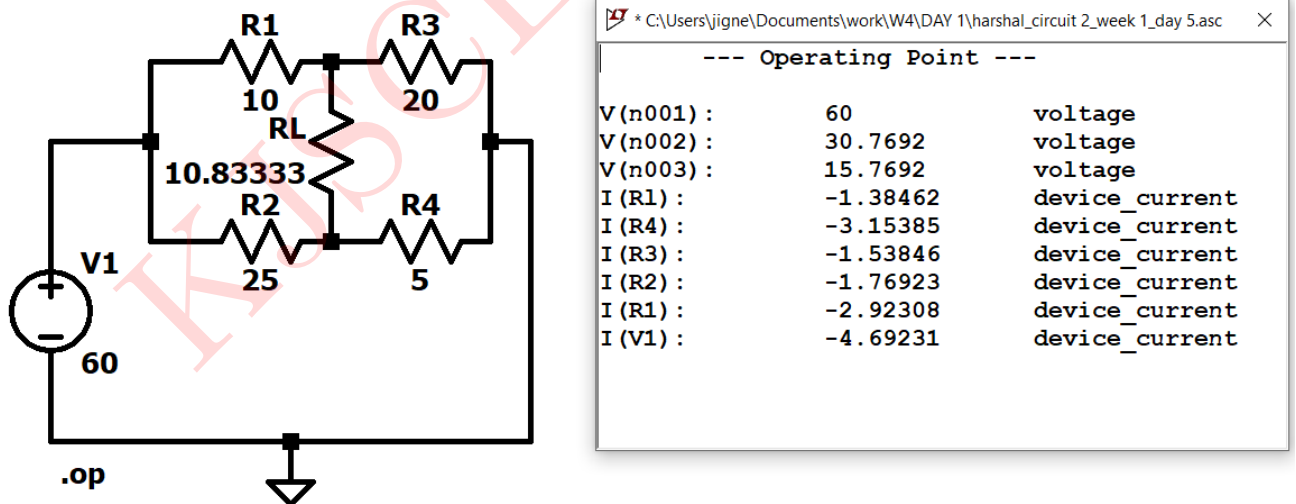 R1
R3
10
20
RL
10.83333
R2
R4
25
5
V1
60
.op
KJSCE
* C:\Users\jigne\Documents\work\W4\DAY 1\harshal_circuit 2_week 1_day 5.asc
--- Operating Point ---
V(n001): 60 voltage
V(n002): 30.7692 voltage
V(n003): 15.7692 voltage
I(Rl): -1.38462 device_current
I(R4): -3.15385 device_current
I(R3): -1.53846 device_current
I(R2): -1.76923 device_current
I(R1): -2.92308 device_current
I(V1): -4.69231 device_current